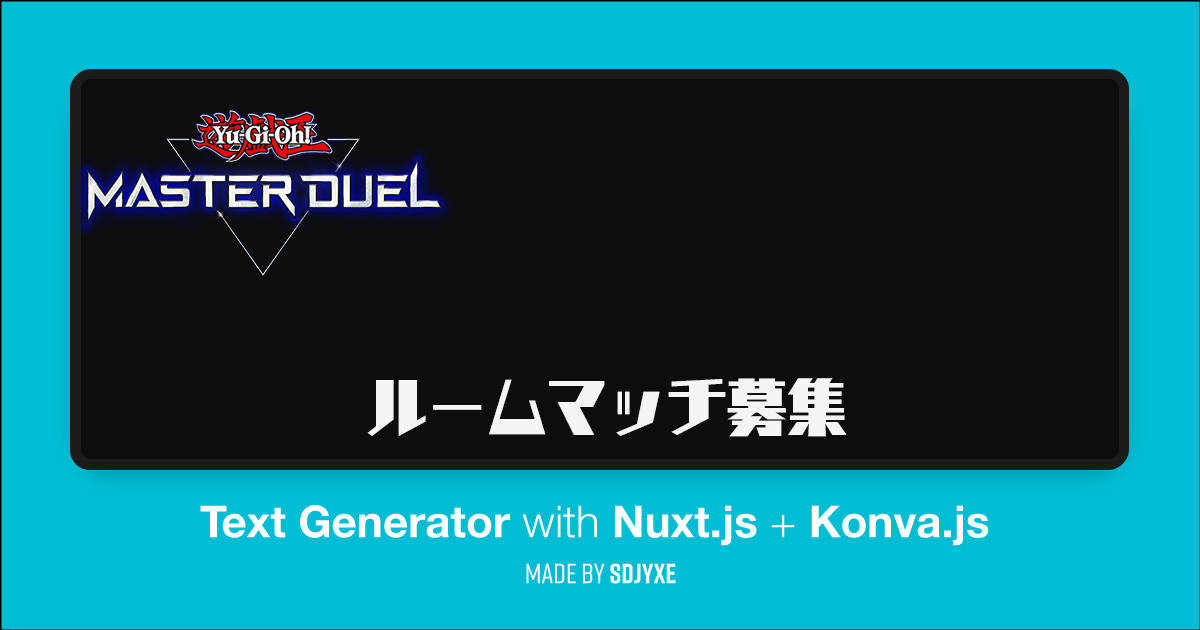 遊戯王
Yu-Gi-Oh!
MASTER DUEL
ルームマッチ募集
Text Generator with Nuxt.js + Konva.js
MADE BY SDJYXE